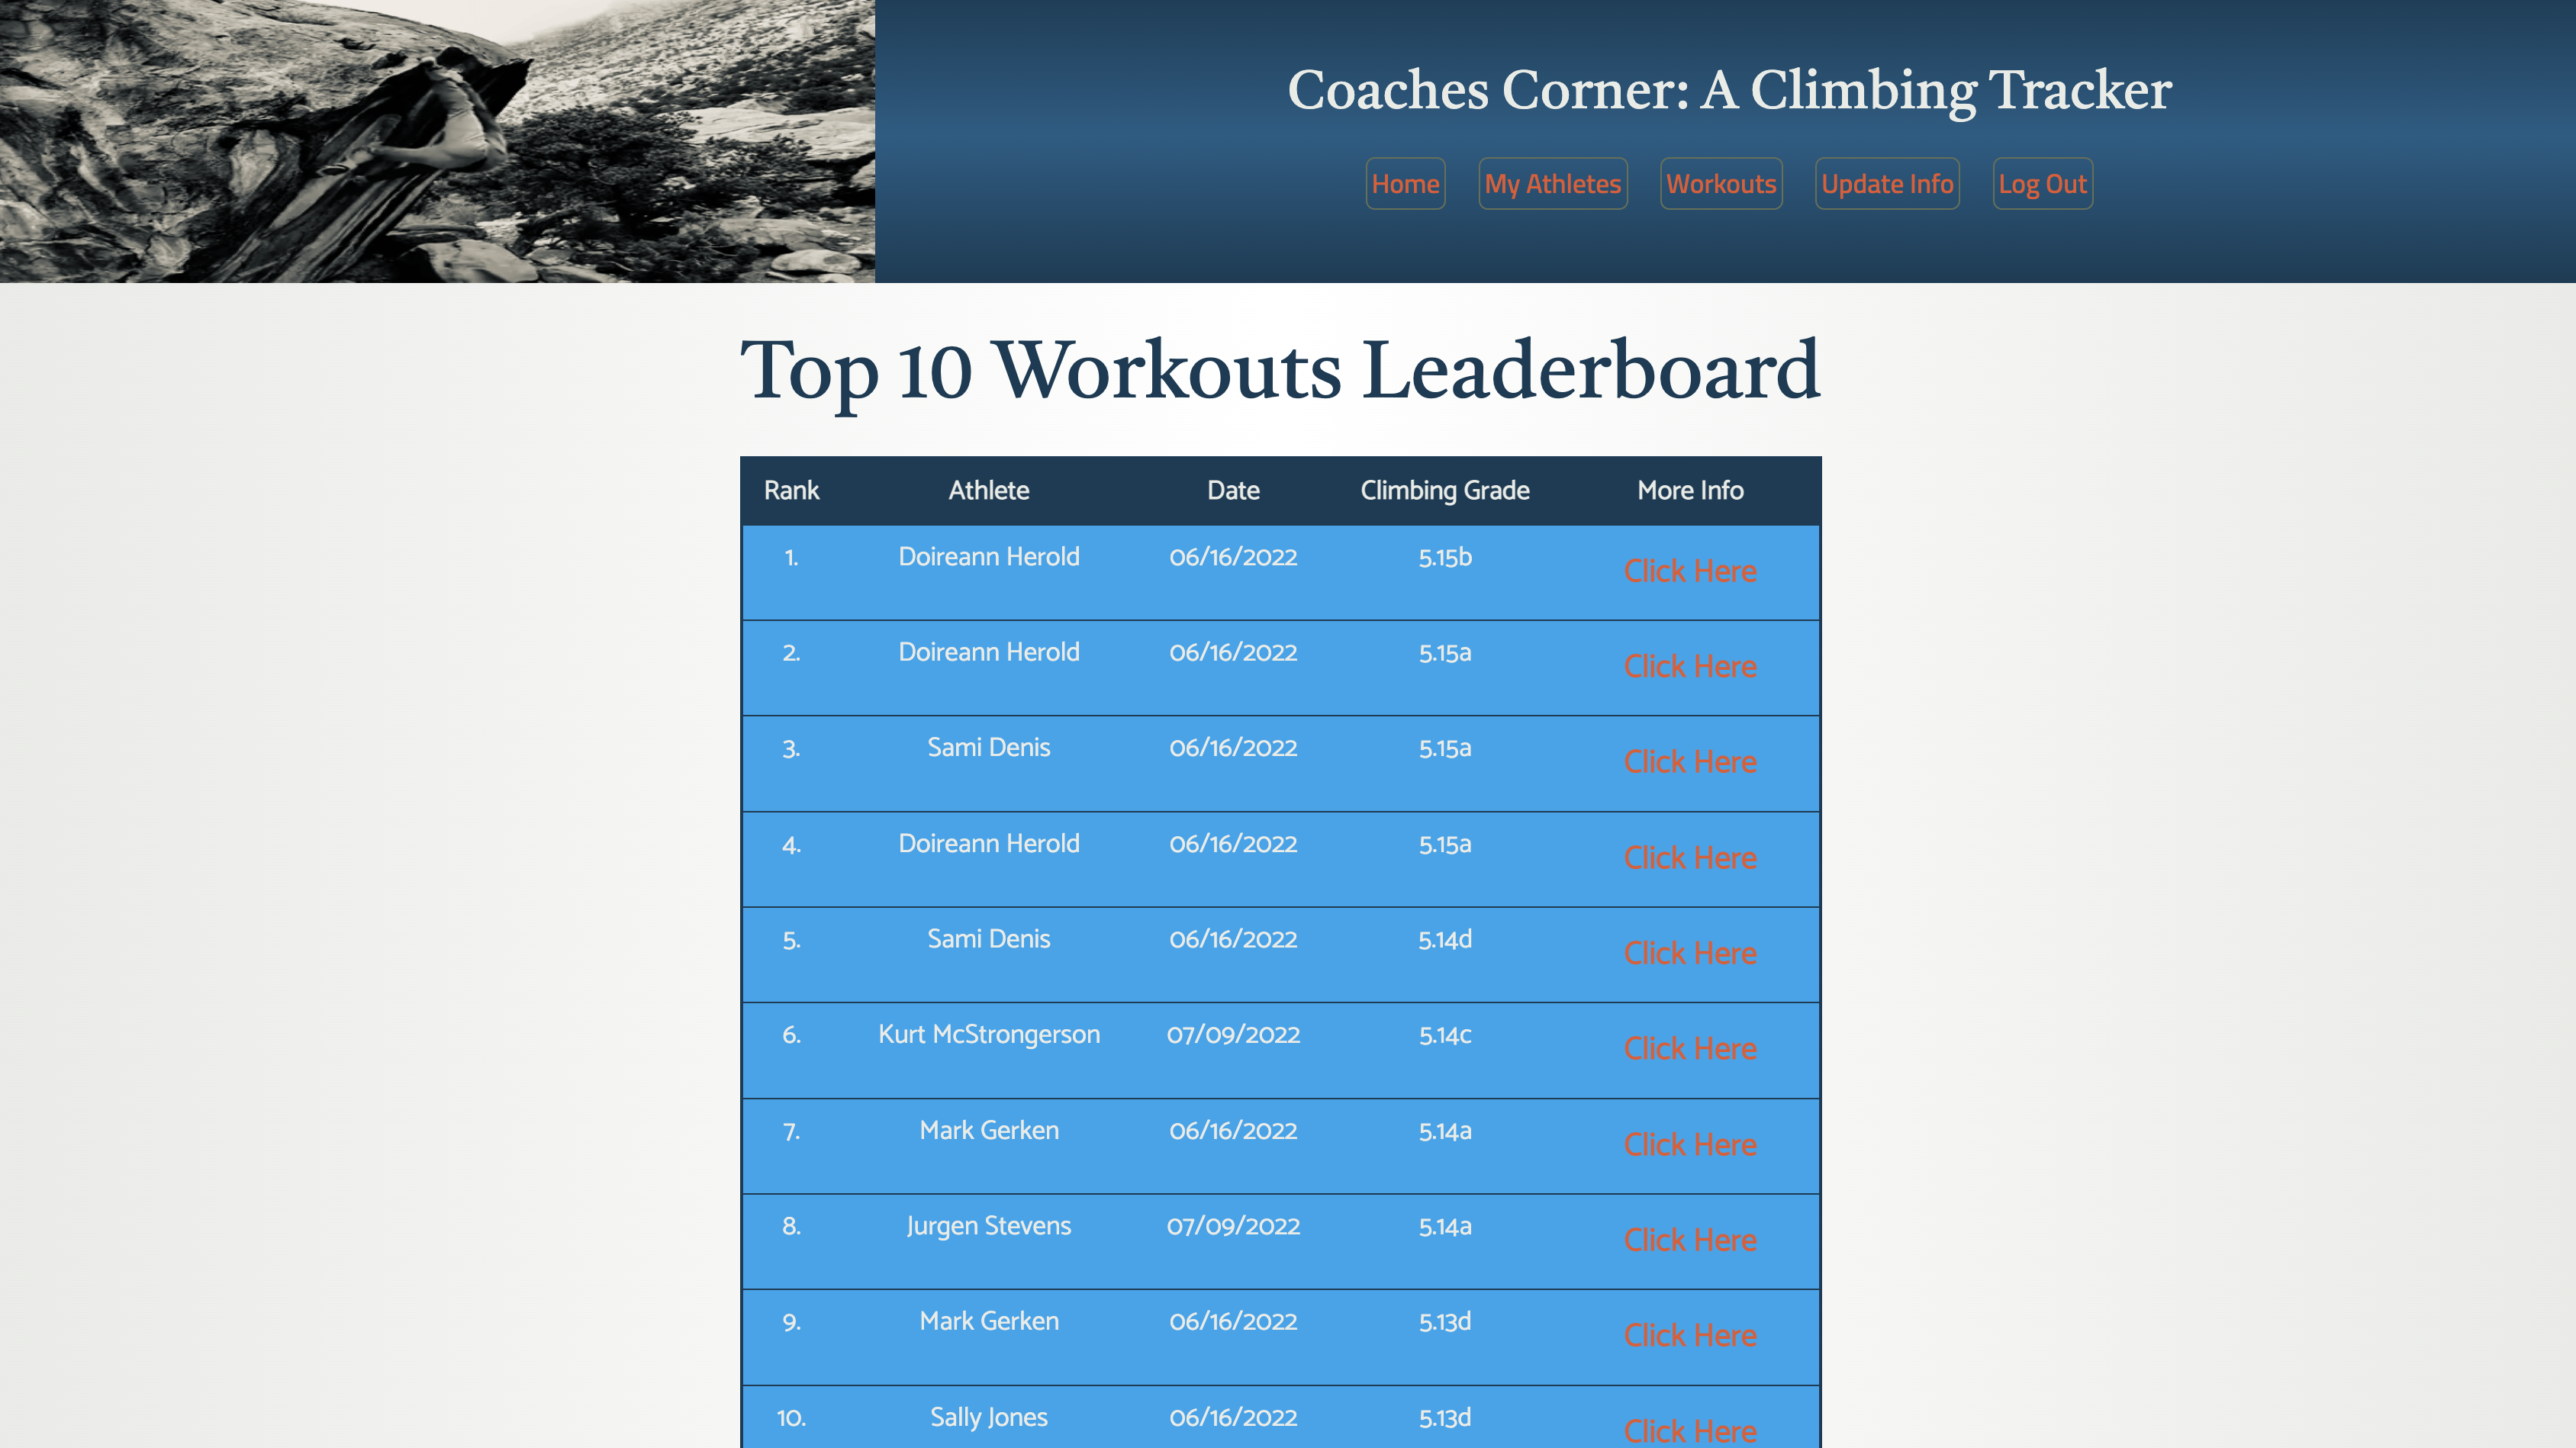 Coaches Corner: A Climbing Tracker
Home My Athletes Workouts Update Info Log Out
Top 10 Workouts Leaderboard
Rank Athlete Date Climbing Grade More Info
1. Doireann Herold 06/16/2022 5.15b Click Here
2. Doireann Herold 06/16/2022 5.15a Click Here
3. Sami Denis 06/16/2022 5.15a Click Here
4. Doireann Herold 06/16/2022 5.15a Click Here
5. Sami Denis 06/16/2022 5.14d Click Here
6. Kurt McStrongerson 07/09/2022 5.14c Click Here
7. Mark Gerken 06/16/2022 5.14a Click Here
8. Jurgen Stevens 07/09/2022 5.14a Click Here
9. Mark Gerken 06/16/2022 5.13d Click Here
10. Sally Jones 06/16/2022 5.13d Click Here